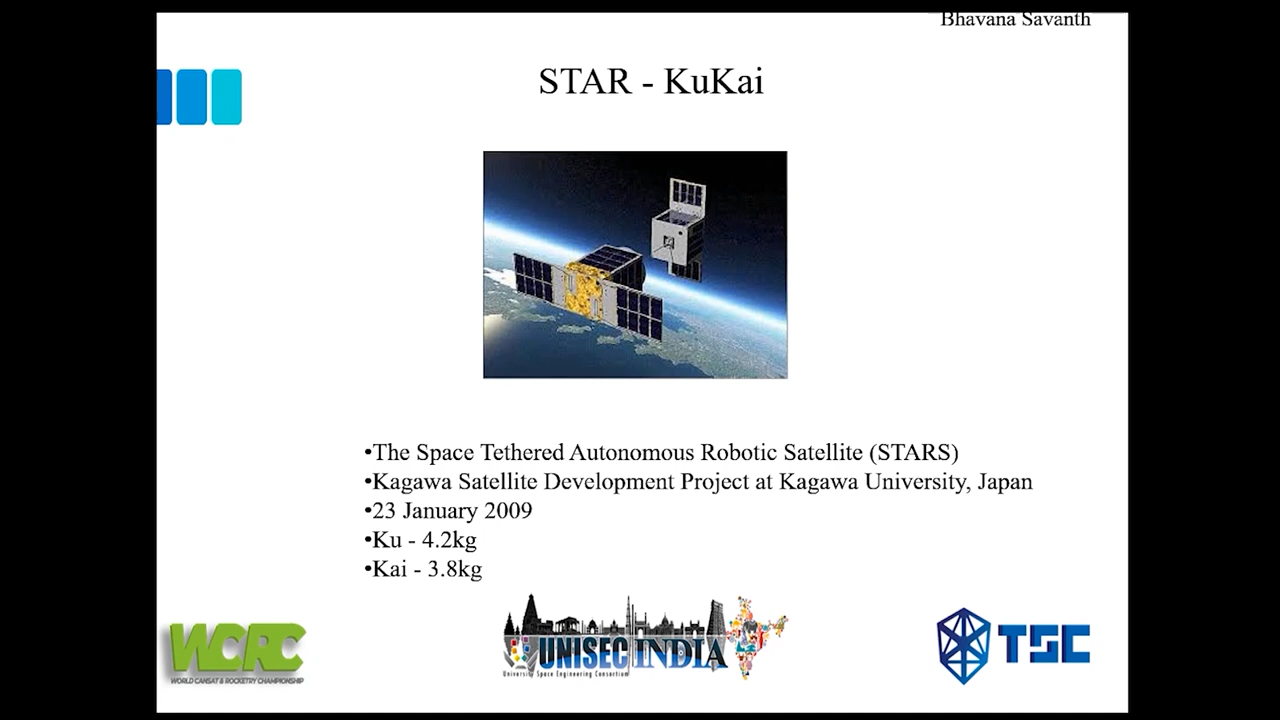 Bhavana Savanth
STAR - KuKai
•The Space Tethered Autonomous Robotic Satellite (STARS)
•Kagawa Satellite Development Project at Kagawa University, Japan
•23 January 2009
•Ku - 4.2kg
•Kai - 3.8kg
WCRC
WORLD CANSAT & ROCKETRY CHAMPIONSHIP
UNISEC INDIA
University Space Engineering Consortium
TSC